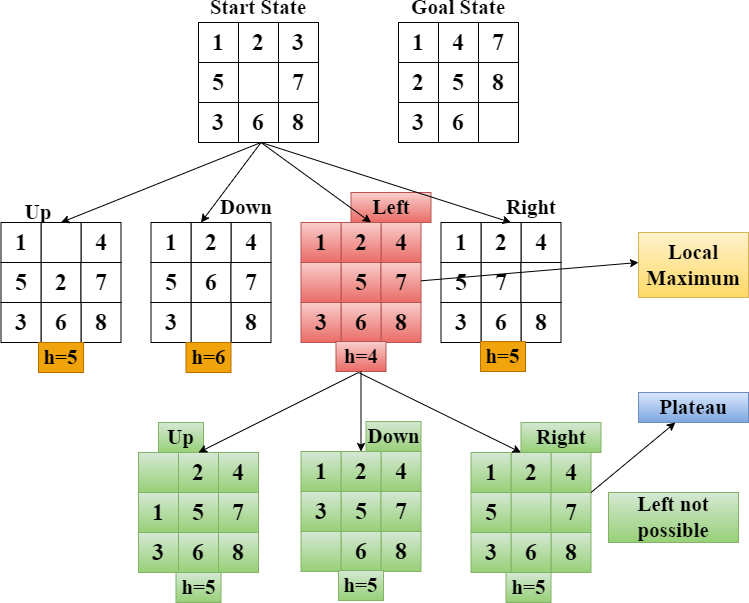 Start State
Goal State
1 2 3
5 7
3 6 8
1 4 7
2 5 8
3 6
Up
Down
Left
Right
1 4
5 2 7
3 6 8
h=5
1 2 4
5 6 7
3 8
h=6
1 2 4
5 7
3 6 8
h=4
1 2 4
5 7
3 6 8
h=5
Local
Maximum
Plateau
Up
Down
Right
2 4
1 5 7
3 6 8
h=5
1 2 4
3 5 7
6 8
h=5
1 2 4
5 7
3 6 8
h=5
Left not
possible